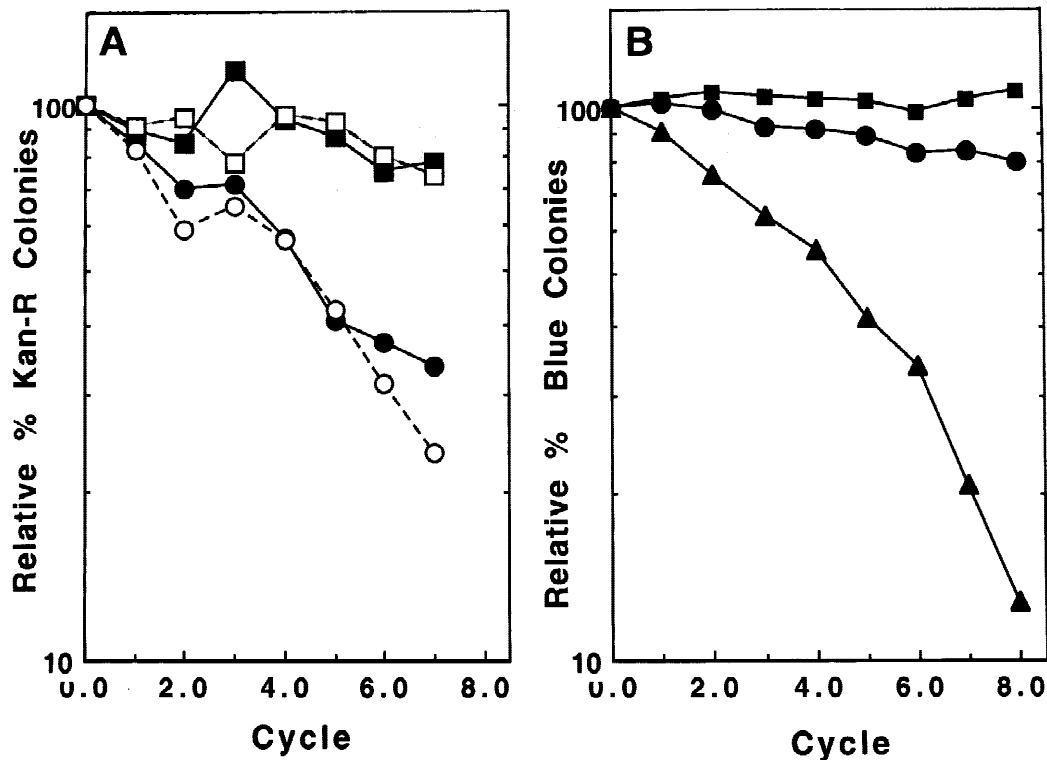 A
B
100
10
0.0 2.0 4.0 6.0 8.0
Cycle
Relative % Kan-R Colonies
100
10
0.0 2.0 4.0 6.0 8.0
Cycle
Relative % Blue Colonies